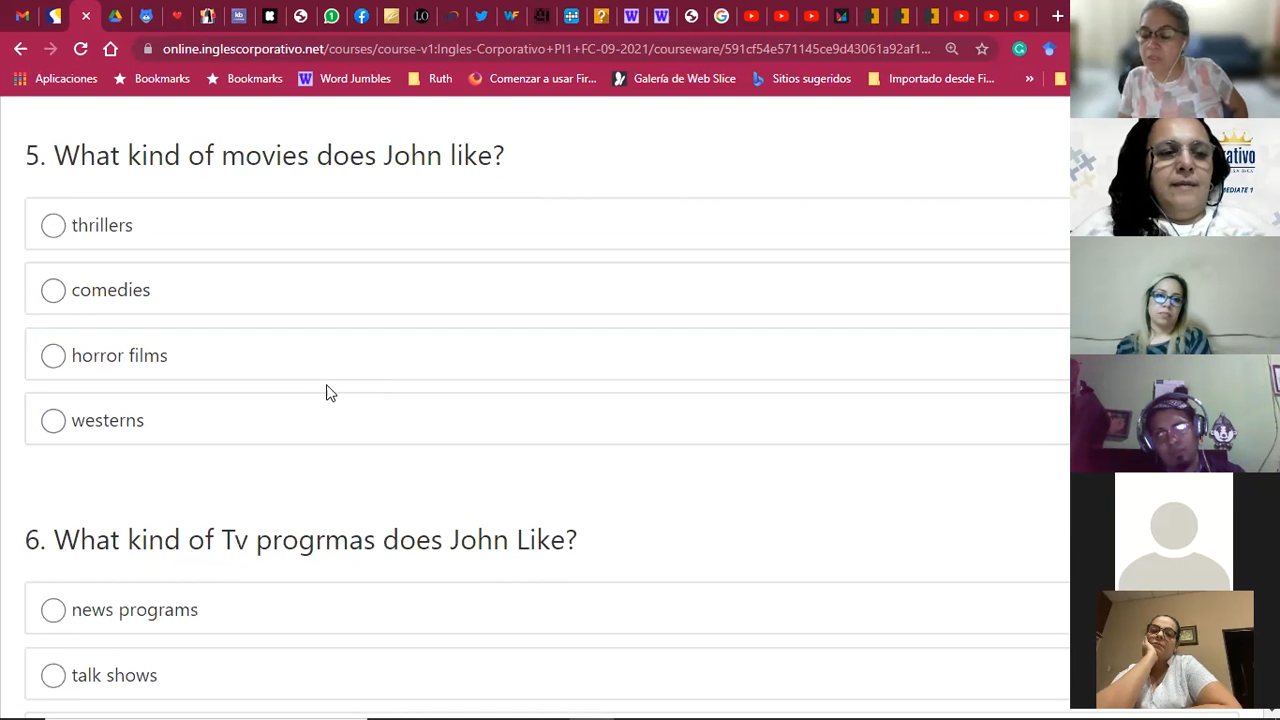 online.inglescorporativo.net/courses/course-v1:Ingles-Corporativo+PI1+FC-09-2021/courseware/591cf54e571145ce9d43061a92af1...
Aplicaciones Bookmarks Bookmarks Word Jumbles Ruth Comenzar a usar Fir... Galería de Web Slice Sitios sugeridos Importado desde Fi... »
5. What kind of movies does John like?
thrillers
comedies
horror films
westerns
6. What kind of Tv progrmas does John Like?
news programs
talk shows
rativo
MEDIATE 1